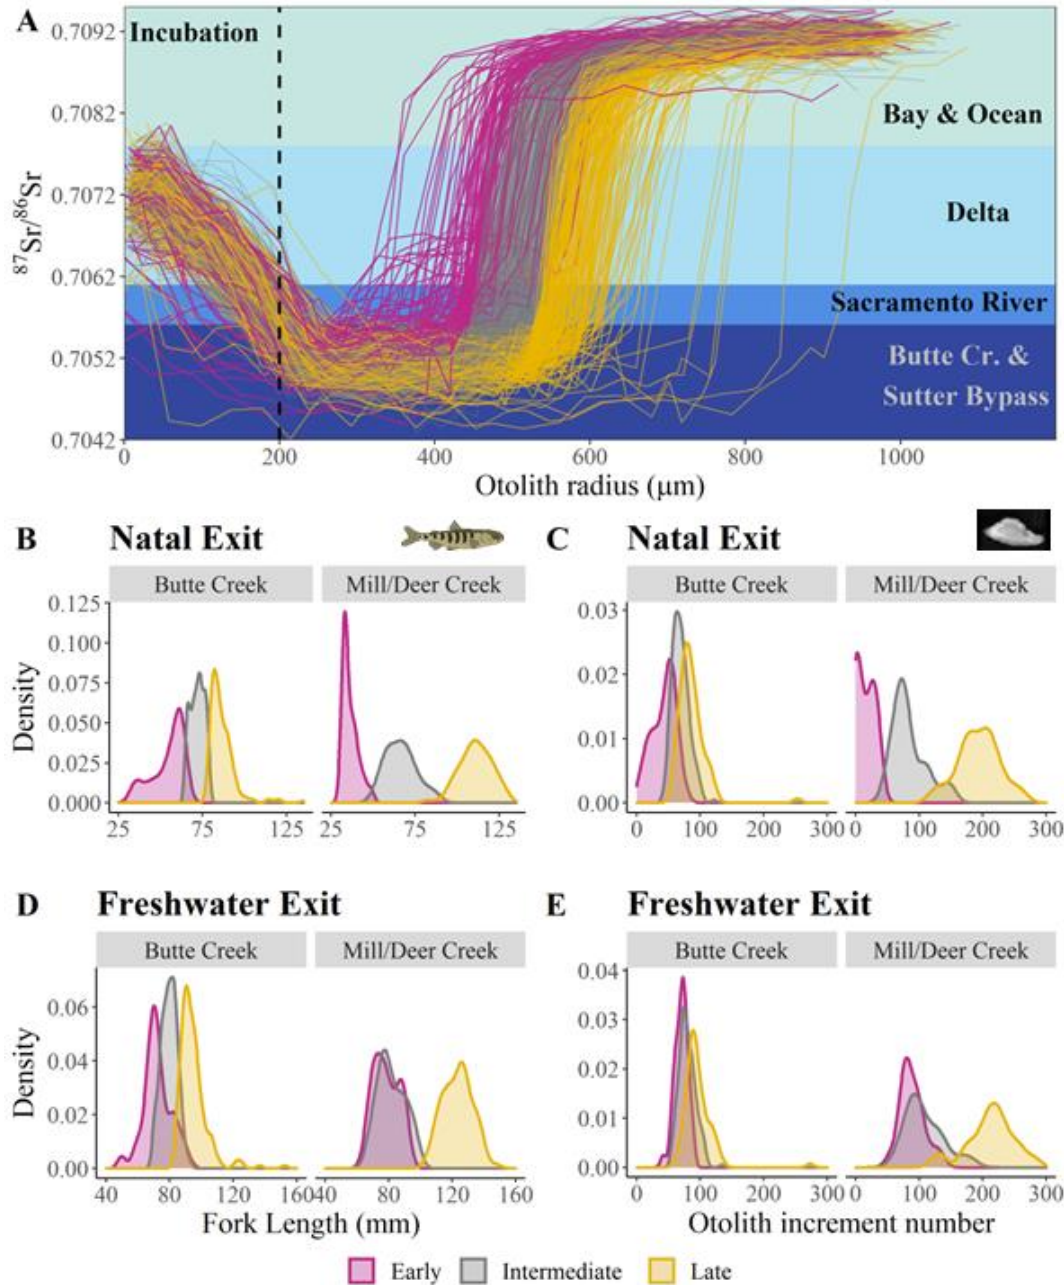 A
Incubation
0.7092
0.7082
0.7072
0.7062
0.7052
0.7042
87Sr/86Sr
Bay & Ocean
Delta
Sacramento River
Butte Cr. &
Sutter Bypass
0 200 400 600 800 1000
Otolith radius (μm)
B Natal Exit
Butte Creek Mill/Deer Creek
0.125
0.100
0.075
0.050
0.025
0.000
Density
25 75 125 25 75 125
C Natal Exit
Butte Creek Mill/Deer Creek
0.03
0.02
0.01
0.00
0 100 200 300 0 100 200 300
D Freshwater Exit
Butte Creek Mill/Deer Creek
0.06
0.04
0.02
0.00
Density
40 80 120 160 40 80 120 160
Fork Length (mm)
E Freshwater Exit
Butte Creek Mill/Deer Creek
0.04
0.03
0.02
0.01
0.00
0 100 200 300 0 100 200 300
Otolith increment number
Early Intermediate Late